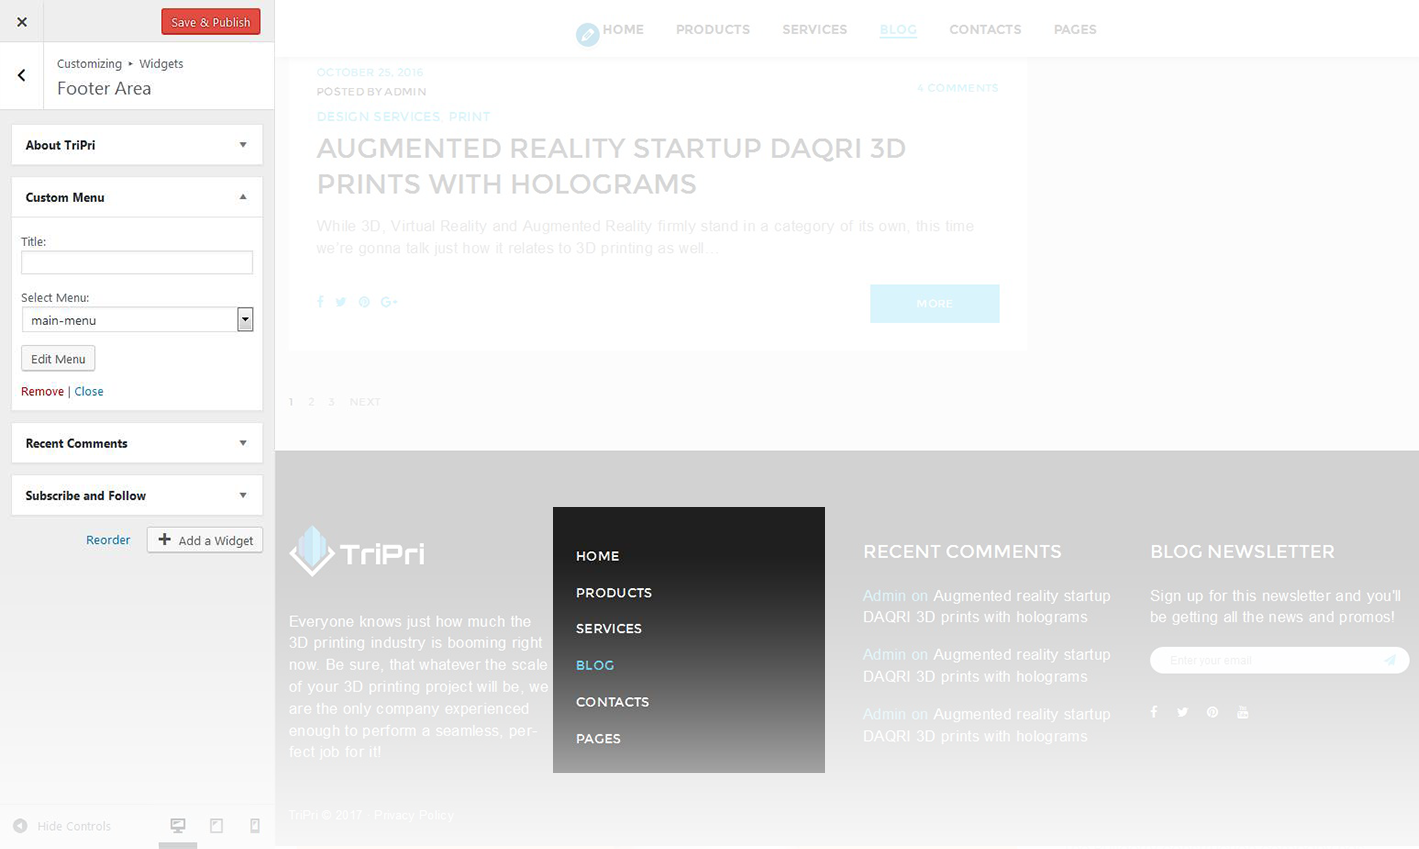 Save & Publish
Customizing ▸ Widgets
Footer Area
About TriPri
Custom Menu
Title:
Select Menu:
main-menu
Edit Menu
Remove | Close
Recent Comments
Subscribe and Follow
Reorder
Add a Widget
Hide Controls
HOME PRODUCTS SERVICES BLOG CONTACTS PAGES
OCTOBER 25, 2016
POSTED BY ADMIN
4 COMMENTS
DESIGN SERVICES, PRINT
AUGMENTED REALITY STARTUP DAQRI 3D
PRINTS WITH HOLOGRAMS
While 3D, Virtual Reality and Augmented Reality firmly stand in a category of its own, this time
we're gonna talk just how it relates to 3D printing as well…
MORE
1 2 3 NEXT
TriPri
Everyone knows just how much the
3D printing industry is booming right
now. Be sure, that whatever the scale
of your 3D printing project will be, we
are the only company experienced
enough to perform a seamless, per-
fect job for it!
HOME
PRODUCTS
SERVICES
BLOG
CONTACTS
PAGES
RECENT COMMENTS
Admin on Augmented reality startup
DAQRI 3D prints with holograms
Admin on Augmented reality startup
DAQRI 3D prints with holograms
Admin on Augmented reality startup
DAQRI 3D prints with holograms
BLOG NEWSLETTER
Sign up for this newsletter and you'll
be getting all the news and promos!
Enter your email
TriPri © 2017 Privacy Policy